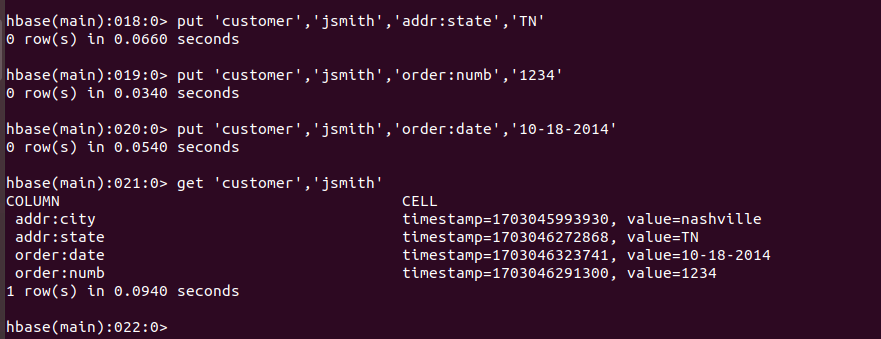 hbase(main):018:0> put 'customer','jsmith','addr:state','TN'
0 row(s) in 0.0660 seconds
hbase(main):019:0> put 'customer','jsmith','order:numb','1234'
0 row(s) in 0.0340 seconds
hbase(main):020:0> put 'customer','jsmith','order:date','10-18-2014'
0 row(s) in 0.0540 seconds
hbase(main):021:0> get 'customer','jsmith'
COLUMN CELL
addr:city timestamp=1703045993930, value=nashville
addr:state timestamp=1703046272868, value=TN
order:date timestamp=1703046323741, value=10-18-2014
order:numb timestamp=1703046291300, value=1234
1 row(s) in 0.0940 seconds
hbase(main):022:0>